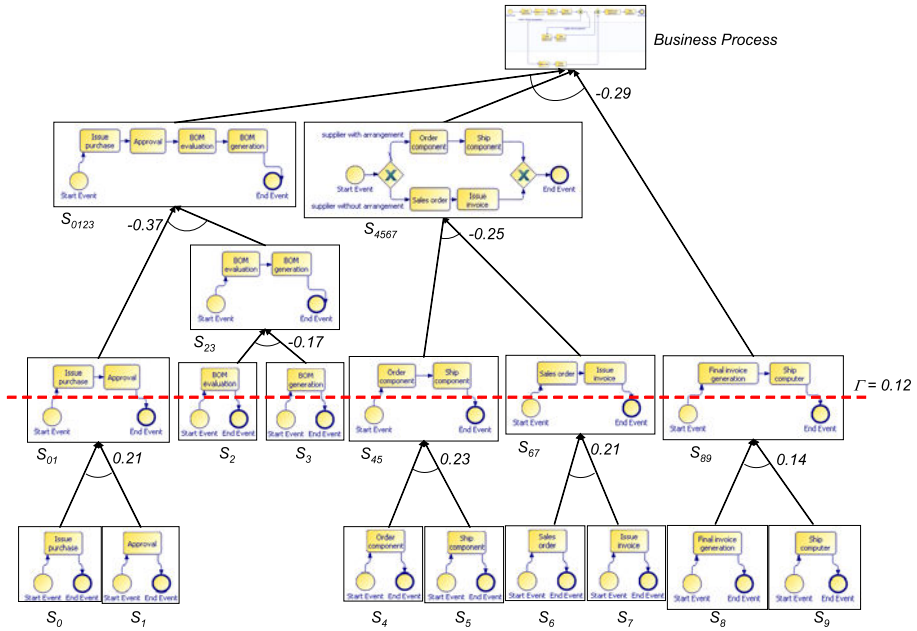 Business Process
-0.29
Issue
purchase
Approval
BOM
evaluation
BOM
generation
Start Event
End Event
S0123
supplier with arrangement
Order
component
Ship
component
Start Event
X
X
End Event
supplier without arrangement
Sales order
Issue
invoice
S4567
-0.37
-0.25
BOM
evaluation
BOM
generation
Start Event
End Event
S23
-0.17
Issue
purchase
Approval
Start Event
End Event
S01
BOM
evaluation
Start Event
End Event
S2
BOM
generation
Start Event
End Event
S3
Order
component
Ship
component
Start Event
End Event
S45
Sales order
Issue
invoice
Start Event
End Event
S67
Final invoice
generation
Ship
computer
Start Event
End Event
S89
Γ = 0.12
0.21
0.23
0.21
0.14
Issue
purchase
Start Event
End Event
S0
Approval
Start Event
End Event
S1
Order
component
Start Event
End Event
S4
Ship
component
Start Event
End Event
S5
Sales
order
Start Event
End Event
S6
Issue
invoice
Start Event
End Event
S7
Final invoice
generation
Start Event
End Event
S8
Ship
computer
Start Event
End Event
S9